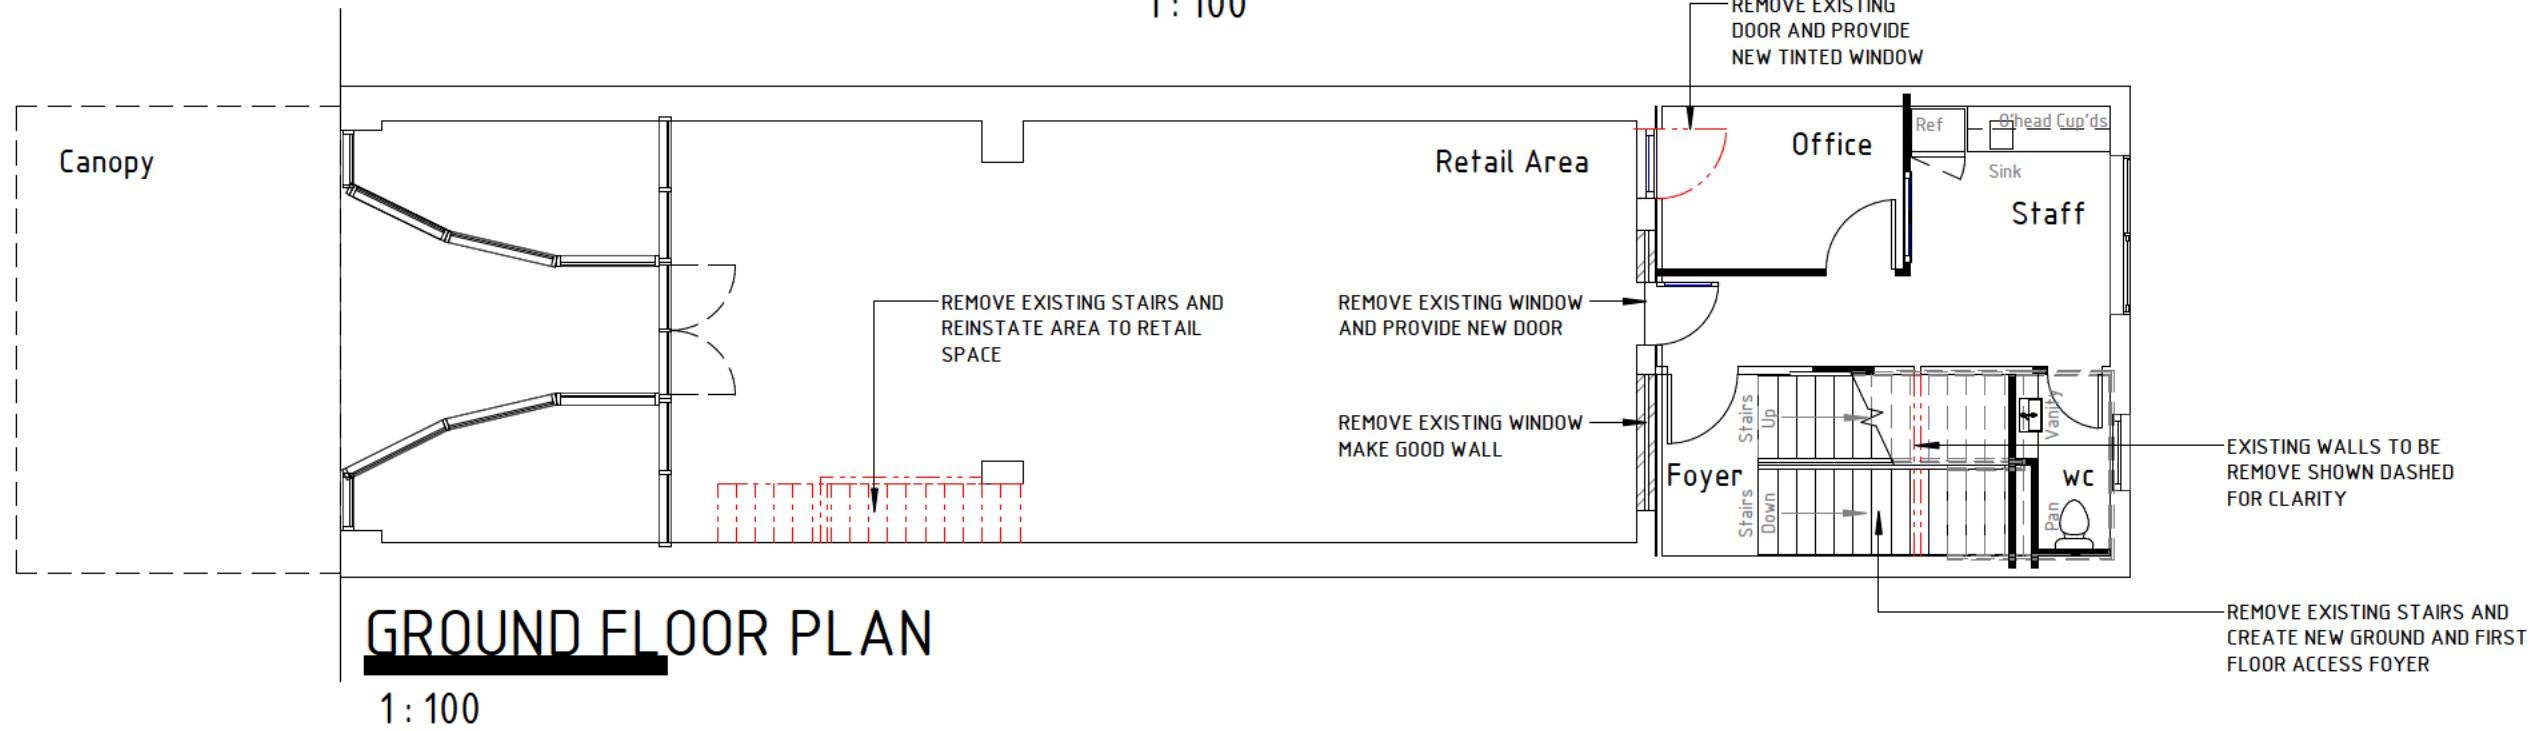 1 : 100
REMOVE EXISTING
DOOR AND PROVIDE
NEW TINTED WINDOW
Canopy
Retail Area
Office
Ref
O'head Cup'ds
Sink
Staff
REMOVE EXISTING STAIRS AND
REINSTATE AREA TO RETAIL
SPACE
REMOVE EXISTING WINDOW
AND PROVIDE NEW DOOR
REMOVE EXISTING WINDOW
MAKE GOOD WALL
Stairs
Up
Vanity
Foyer
Stairs
Down
wc
Pan
EXISTING WALLS TO BE
REMOVE SHOWN DASHED
FOR CLARITY
REMOVE EXISTING STAIRS AND
CREATE NEW GROUND AND FIRST
FLOOR ACCESS FOYER
GROUND FLOOR PLAN
1 : 100